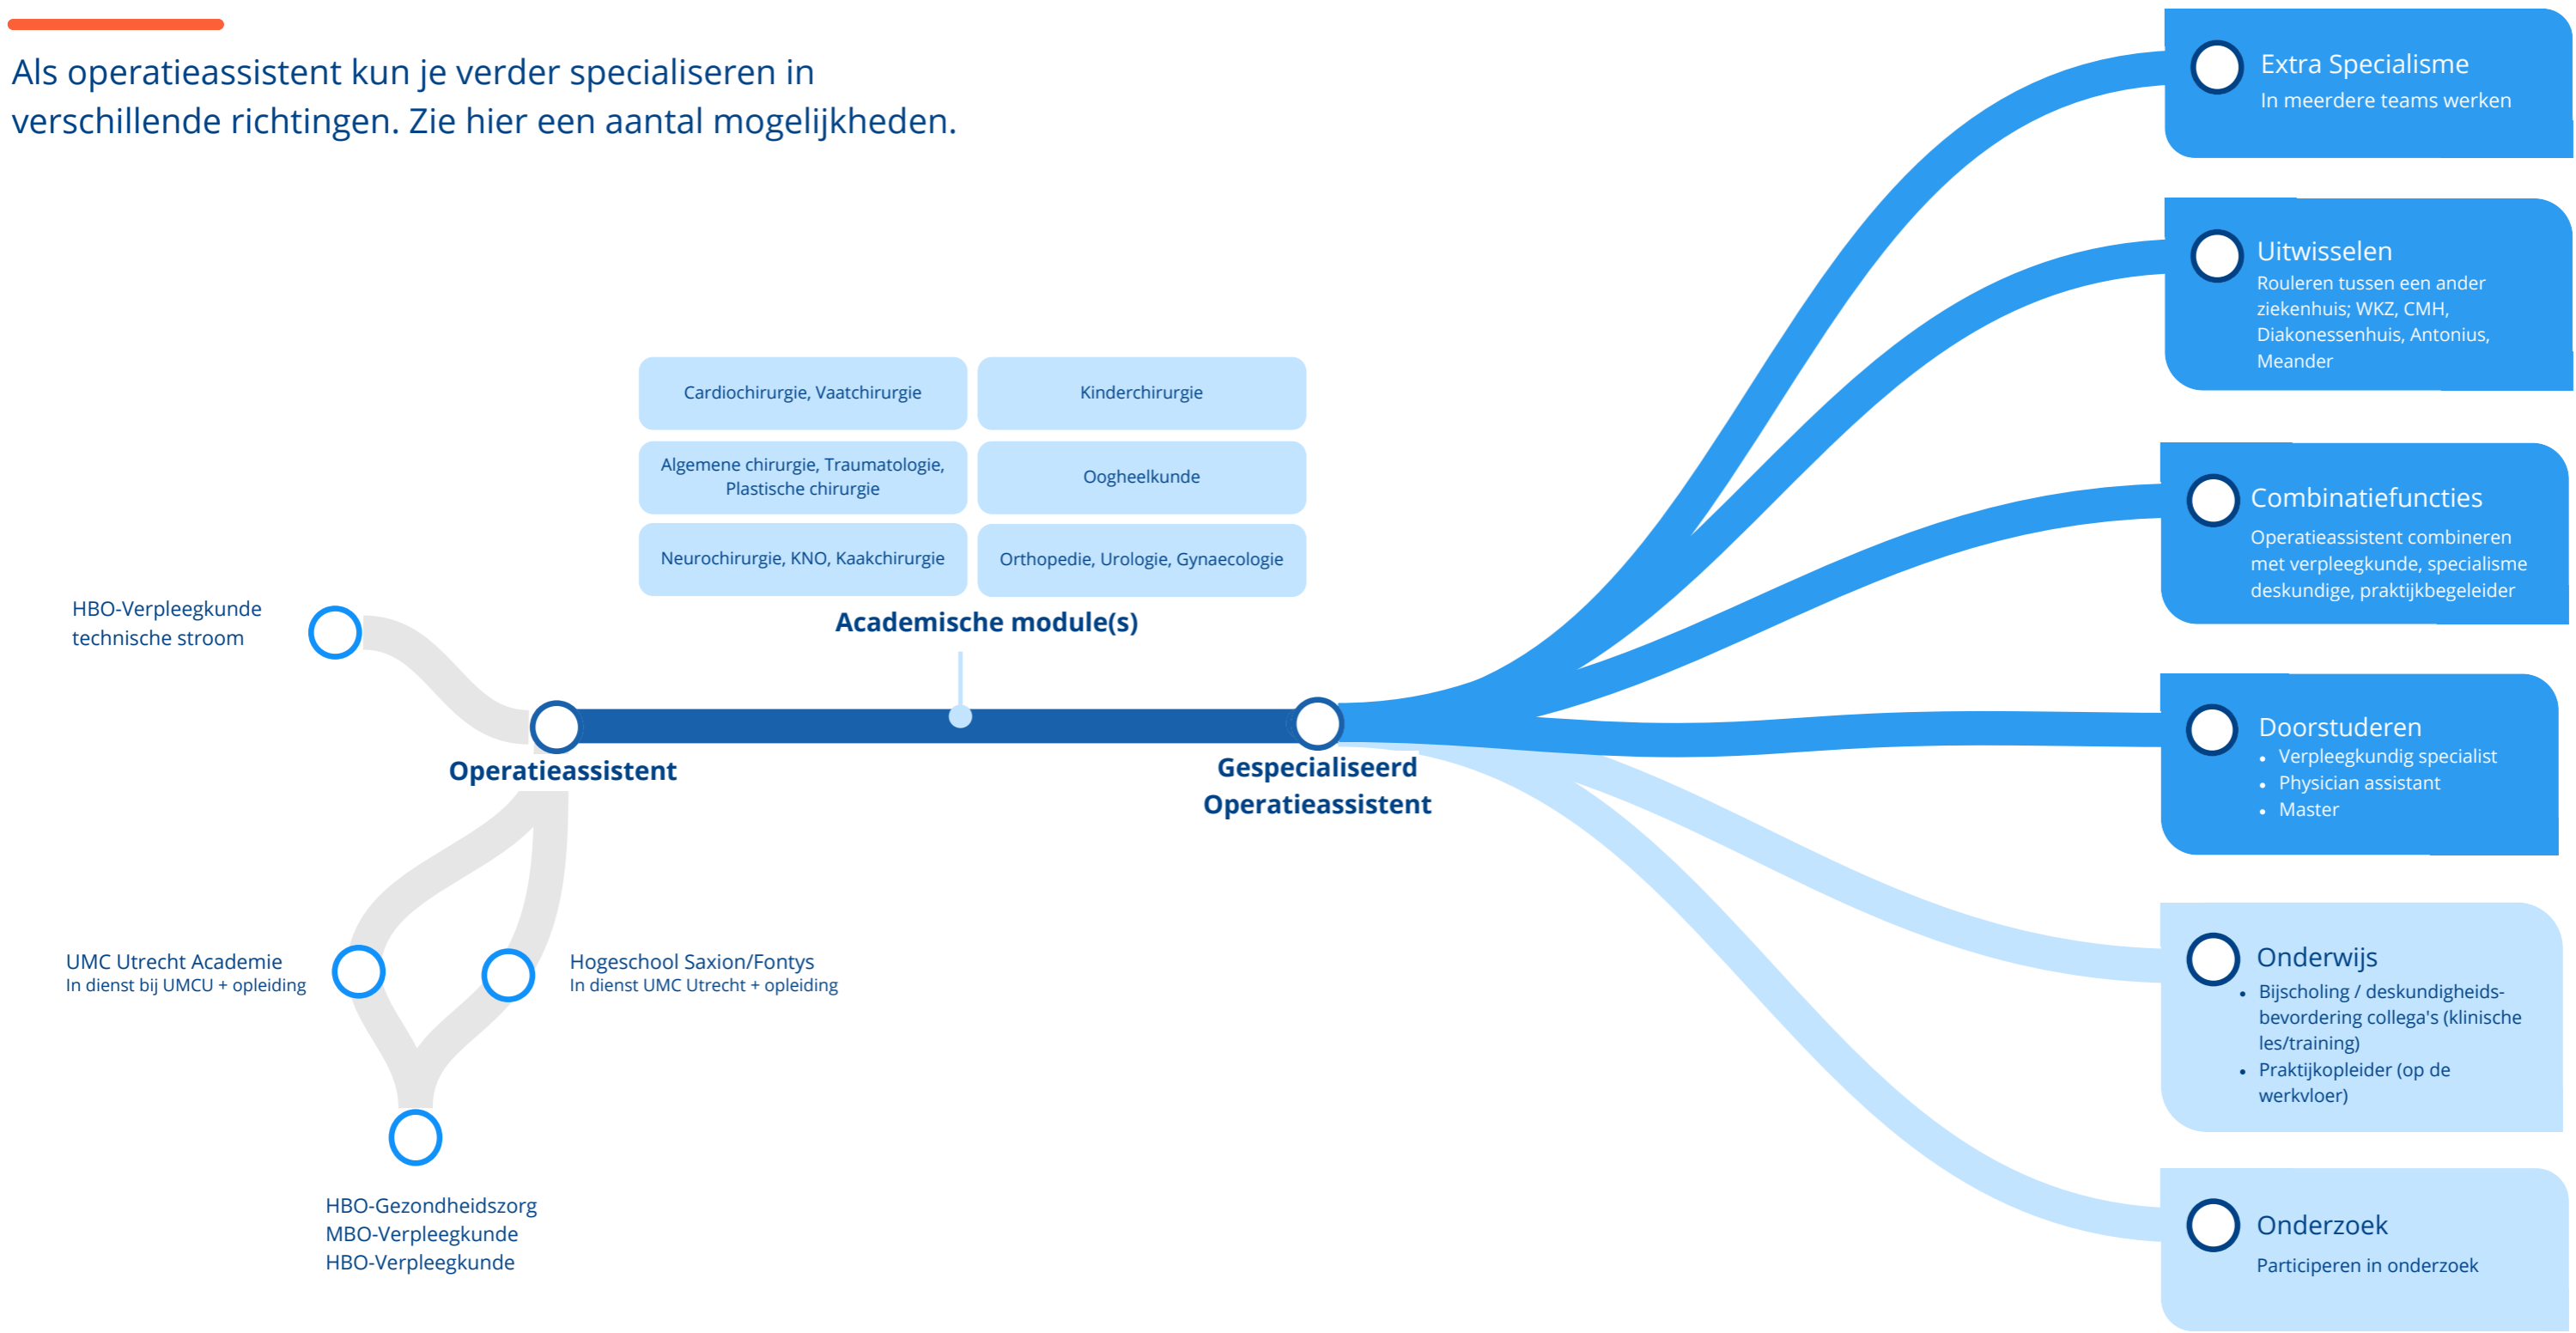 Als operatieassistent kun je verder specialiseren in
verschillende richtingen. Zie hier een aantal mogelijkheden.
HBO-Verpleegkunde
technische stroom
Operatieassistent
UMC Utrecht Academie
In dienst bij UMCU + opleiding
Hogeschool Saxion/Fontys
In dienst UMC Utrecht + opleiding
HBO-Gezondheidszorg
MBO-Verpleegkunde
HBO-Verpleegkunde
Cardiochirurgie, Vaatchirurgie
Kinderchirurgie
Algemene chirurgie, Traumatologie,
Plastische chirurgie
Oogheelkunde
Neurochirurgie, KNO, Kaakchirurgie
Orthopedie, Urologie, Gynaecologie
Academische module(s)
Gespecialiseerd
Operatieassistent
Extra Specialisme
In meerdere teams werken
Uitwisselen
Rouleren tussen een ander
ziekenhuis; WKZ, CMH,
Diakonessenhuis, Antonius,
Meander
Combinatiefuncties
Operatieassistent combineren
met verpleegkunde, specialisme
deskundige, praktijkbegeleider
Doorstuderen
• Verpleegkundig specialist
• Physician assistant
• Master
Onderwijs
• Bijscholing / deskundigheids-
bevordering collega's (klinische
les/training)
• Praktijkopleider (op de
werkvloer)
Onderzoek
Participeren in onderzoek